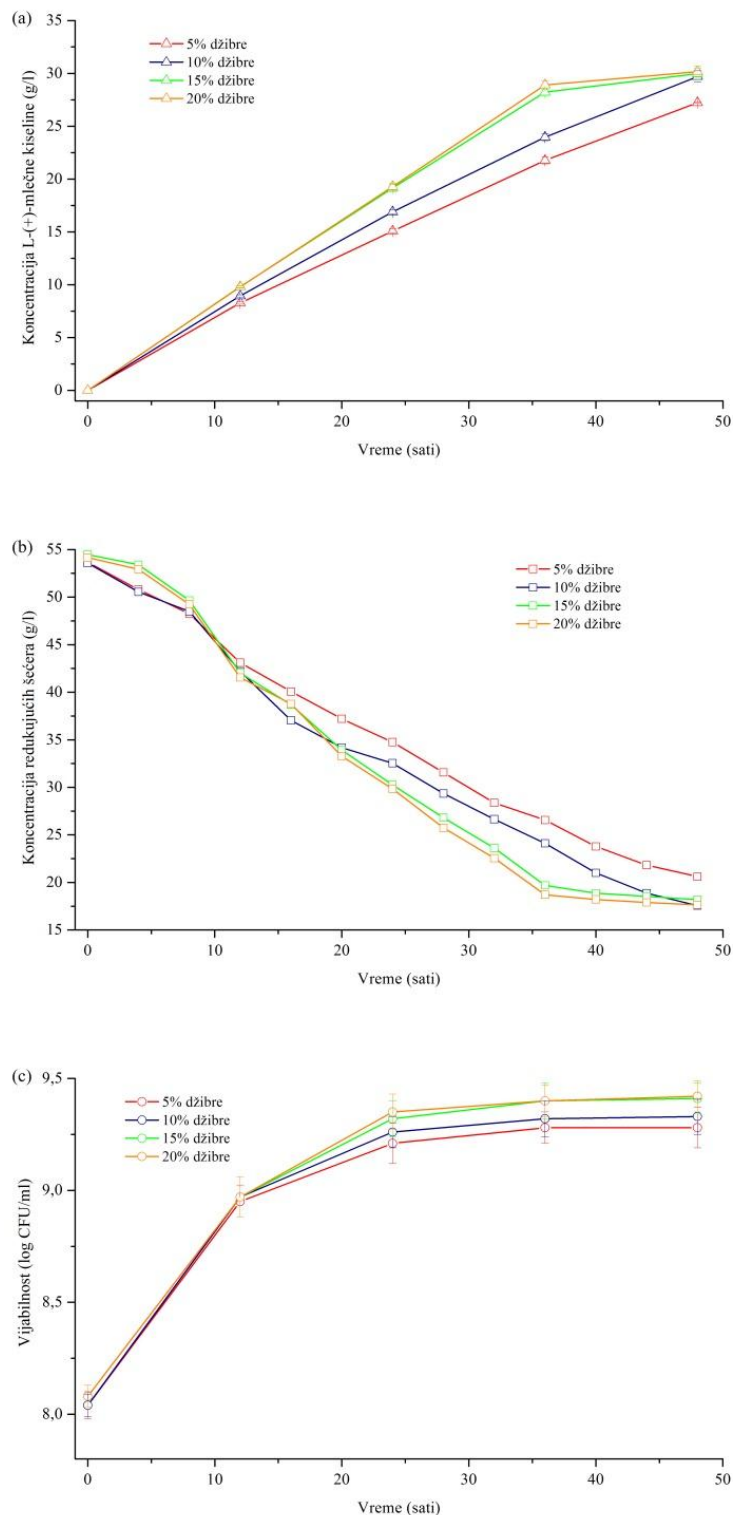 (a)
Koncentracija L-(+)-mlečne kiseline (g/l)
35
30
25
20
15
10
5
0
5% džibre
10% džibre
15% džibre
20% džibre
0
10
20
30
40
50
Vreme (sati)
(b)
Koncentracija redukujućih šećera (g/l)
55
50
45
40
35
30
25
20
15
5% džibre
10% džibre
15% džibre
20% džibre
0
10
20
30
40
50
Vreme (sati)
(c)
Vijabilnost (log CFU/ml)
9,5
9,0
8,5
8,0
5% džibre
10% džibre
15% džibre
20% džibre
0
10
20
30
40
50
Vreme (sati)